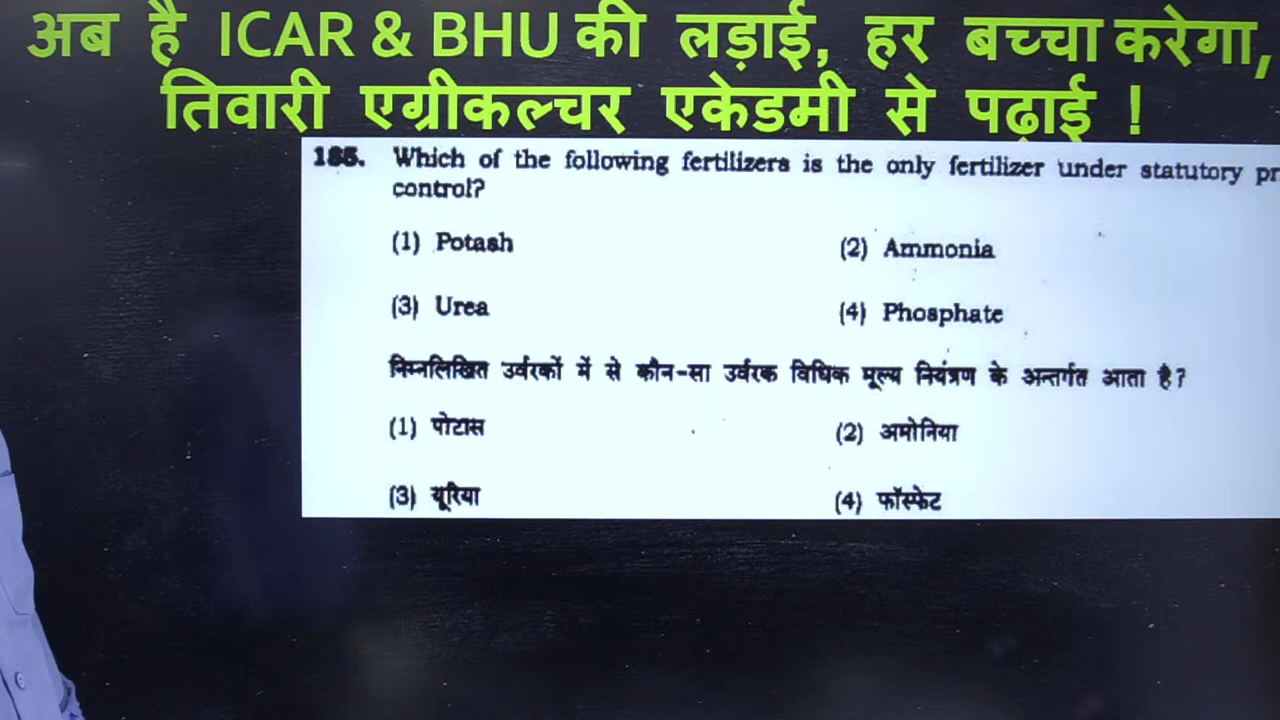 अब है ICAR & BHU की लड़ाई, हर बच्चा करेगा,
तिवारी एग्रीकल्चर एकेडमी से पढ़ाई !
185. Which of the following fertilizers is the only fertilizer under statutory
control?
(1) Potash (2) Ammonia
(3) Urea (4) Phosphate
निम्नलिखित उर्वरकों में से कौन-सा उर्वरक विधिक मूल्य नियंत्रण के अन्तर्गत आता है?
(1) पोटास (2) अमोनिया
(3) यूरिया (4) फॉस्फेट